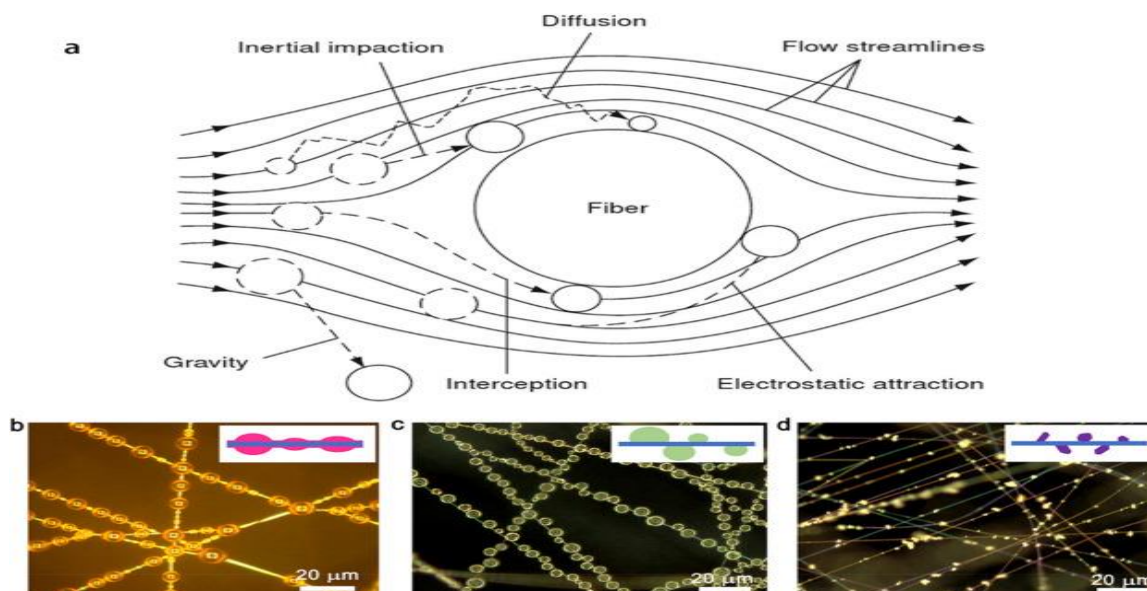 a
Diffusion
Inertial impaction
Flow streamlines
Fiber
Gravity
Interception
Electrostatic attraction
b
20 μm
c
20 μm
d
20 μm